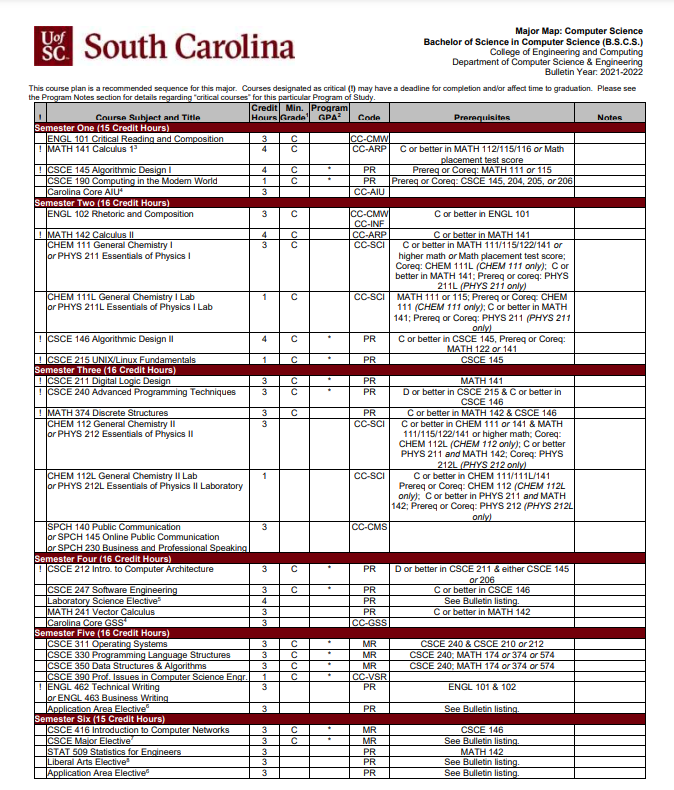 UofSC South Carolina
Major Map: Computer Science
Bachelor of Science in Computer Science (B.S.C.S.)
College of Engineering and Computing
Department of Computer Science & Engineering
Bulletin Year: 2021-2022
This course plan is a recommended sequence for this major. Courses designated as critical (!) may have a deadline for completion and/or affect time to graduation. Please see
the Program Notes section for details regarding “critical courses” for this particular Program of Study.
! Course Subject and Title Credit Hours Min. Grade¹ Program GPA² Code Prerequisites Notes
Semester One (15 Credit Hours)
ENGL 101 Critical Reading and Composition 3 C CC-CMW
! MATH 141 Calculus 1³ 4 C CC-ARP C or better in MATH 112/115/116 or Math
placement test score
! CSCE 145 Algorithmic Design I 4 C * PR Prereq or Coreq: MATH 111 or 115
CSCE 190 Computing in the Modern World 1 C * PR Prereq or Coreq: CSCE 145, 204, 205, or 206
Carolina Core AIU⁴ 3 CC-AIU
Semester Two (16 Credit Hours)
ENGL 102 Rhetoric and Composition 3 C CC-CMW C or better in ENGL 101
CC-INF
! MATH 142 Calculus II 4 C CC-ARP C or better in MATH 141
CHEM 111 General Chemistry I 3 C CC-SCI C or better in MATH 111/115/122/141 or
or PHYS 211 Essentials of Physics I higher math or Math placement test score;
Coreq: CHEM 111L (CHEM 111 only); C or
better in MATH 141; Prereq or coreq: PHYS
211L (PHYS 211 only)
CHEM 111L General Chemistry I Lab 1 C CC-SCI MATH 111 or 115; Prereq or Coreq: CHEM
or PHYS 211L Essentials of Physics I Lab 111 (CHEM 111 only); C or better in MATH
141; Prereq or Coreq: PHYS 211 (PHYS 211
only)
! CSCE 146 Algorithmic Design II 4 C * PR C or better in CSCE 145, Prereq or Coreq:
MATH 122 or 141
! CSCE 215 UNIX/Linux Fundamentals 1 C * PR CSCE 145
Semester Three (16 Credit Hours)
! CSCE 211 Digital Logic Design 3 C * PR MATH 141
! CSCE 240 Advanced Programming Techniques 3 C * PR D or better in CSCE 215 & C or better in
CSCE 146
! MATH 374 Discrete Structures 3 C PR C or better in MATH 142 & CSCE 146
CHEM 112 General Chemistry II 3 CC-SCI C or better in CHEM 111 or 141 & MATH
or PHYS 212 Essentials of Physics II 111/115/122/141 or higher math; Coreq:
CHEM 112L (CHEM 112 only); C or better
PHYS 211 and MATH 142; Coreq: PHYS
212L (PHYS 212 only)
CHEM 112L General Chemistry II Lab 1 CC-SCI C or better in CHEM 111/111L/141
or PHYS 212L Essentials of Physics II Laboratory Prereq or Coreq: CHEM 112 (CHEM 112L
only); C or better in PHYS 211 and MATH
142; Prereq or Coreq: PHYS 212 (PHYS 212L
only)
SPCH 140 Public Communication 3 CC-CMS
or SPCH 145 Online Public Communication
or SPCH 230 Business and Professional Speaking
Semester Four (16 Credit Hours)
! CSCE 212 Intro. to Computer Architecture 3 C * PR D or better in CSCE 211 & either CSCE 145
or 206
CSCE 247 Software Engineering 3 C * PR C or better in CSCE 146
Laboratory Science Elective⁵ 4 PR See Bulletin listing.
MATH 241 Vector Calculus 3 PR C or better in MATH 142
Carolina Core GSS⁴ 3 CC-GSS
Semester Five (16 Credit Hours)
CSCE 311 Operating Systems 3 C * MR CSCE 240 & CSCE 210 or 212
CSCE 330 Programming Language Structures 3 C * MR CSCE 240; MATH 174 or 374 or 574
CSCE 350 Data Structures & Algorithms 3 C * MR CSCE 240; MATH 174 or 374 or 574
CSCE 390 Prof. Issues in Computer Science Engr. 1 C * CC-VSR
! ENGL 462 Technical Writing 3 PR ENGL 101 & 102
or ENGL 463 Business Writing
Application Area Elective⁶ 3 PR See Bulletin listing.
Semester Six (15 Credit Hours)
CSCE 416 Introduction to Computer Networks 3 C * MR CSCE 146
CSCE Major Elective⁷ 3 C * MR See Bulletin listing.
STAT 509 Statistics for Engineers 3 PR MATH 142
Liberal Arts Elective⁸ 3 PR See Bulletin listing.
Application Area Elective⁶ 3 PR See Bulletin listing.